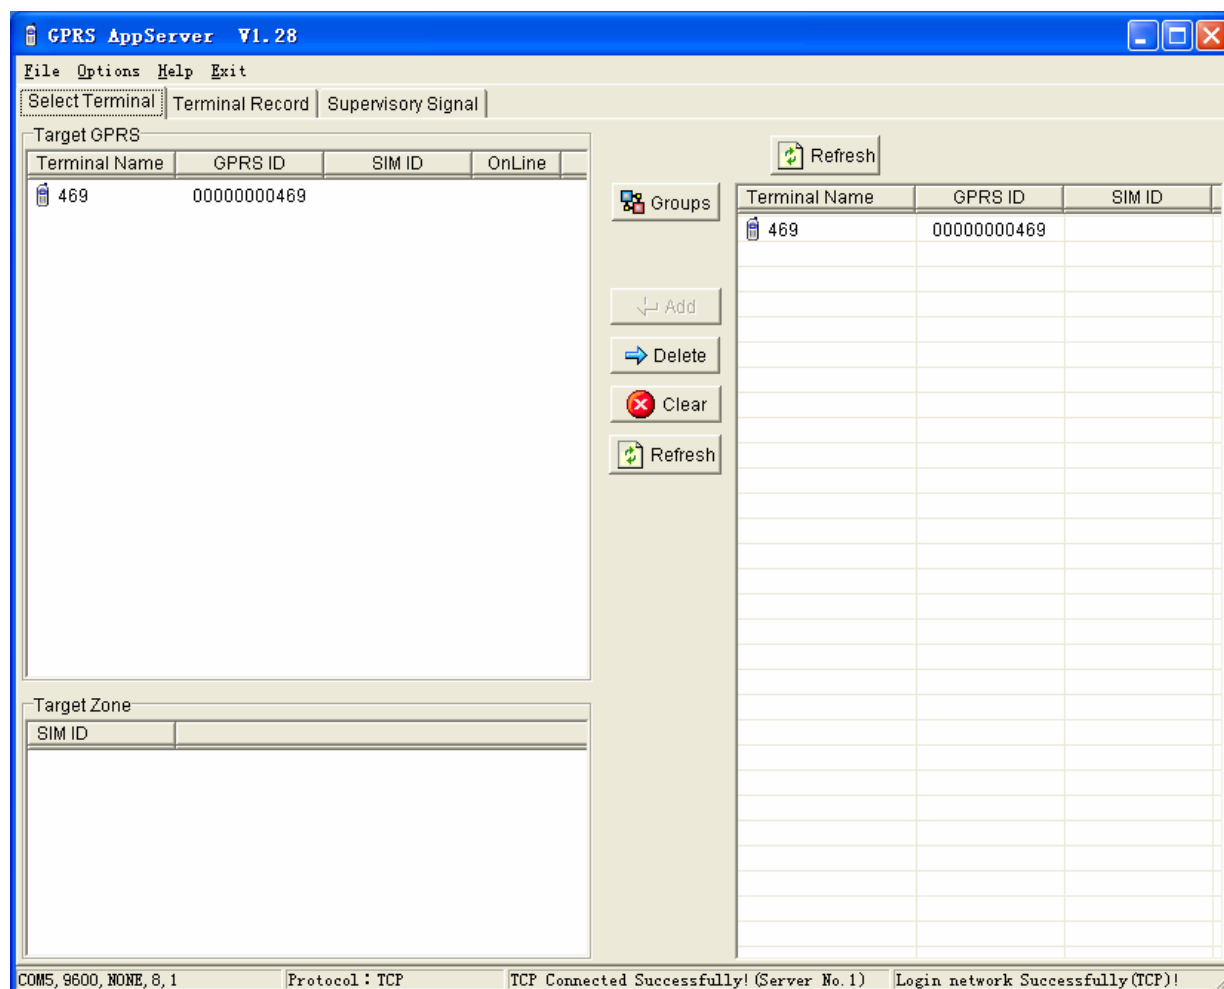 GPRS AppServer V1.28
File Options Help Exit
Select Terminal Terminal Record Supervisory Signal
Target GPRS
Terminal Name GPRS ID SIM ID OnLine
469 00000000469
Target Zone
SIM ID
Groups
Add
Delete
Clear
Refresh
Refresh
Terminal Name GPRS ID SIM ID
469 00000000469
COM5, 9600, NONE, 8, 1 Protocol：TCP TCP Connected Successfully! (Server No. 1) Login network Successfully(TCP)!